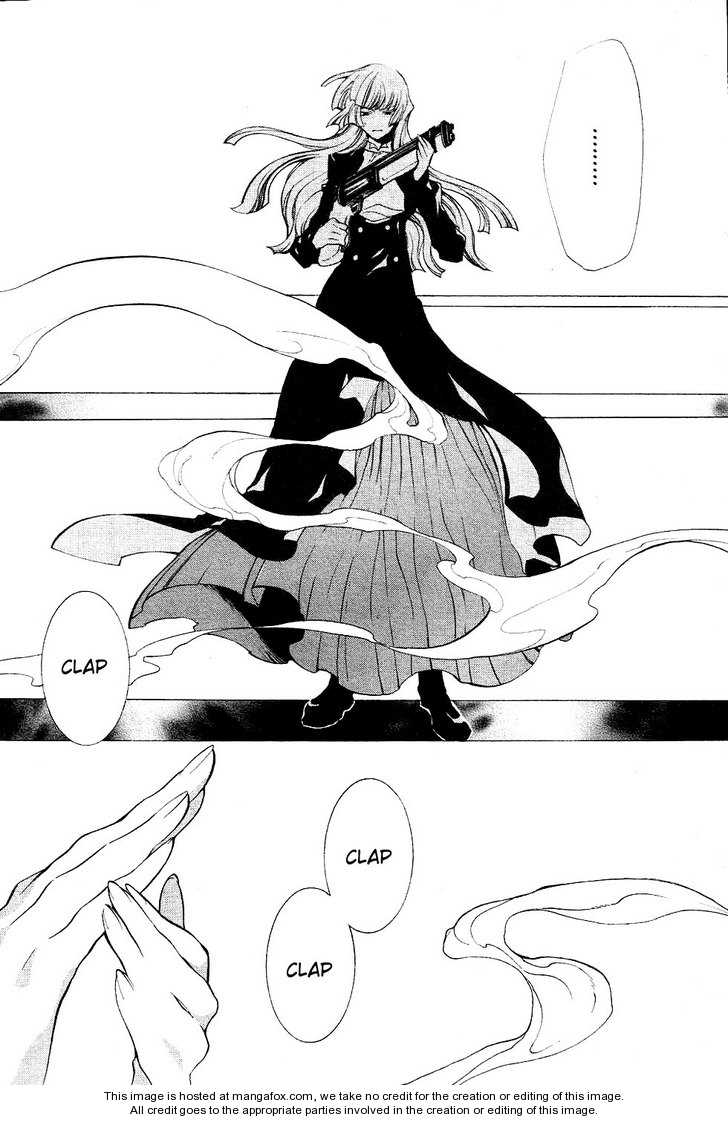 .........
CLAP
CLAP
CLAP
This image is hosted at mangafox.com, we take no credit for the creation or editing of this image.
All credit goes to the appropriate parties involved in the creation or editing of this image.